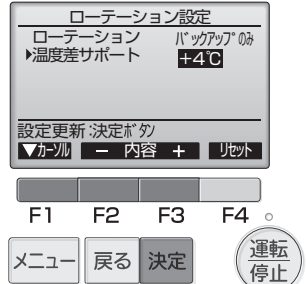 ローテーション設定
ローテーション ﾊﾞｯｸｱｯﾌﾟのみ
▶温度差サポート +4℃
設定更新:決定ﾎﾞﾀﾝ
▼ｶｰｿﾙ － 内容 ＋ ﾘｾｯﾄ
F1 F2 F3 F4
メニュー 戻る 決定 運転
停止